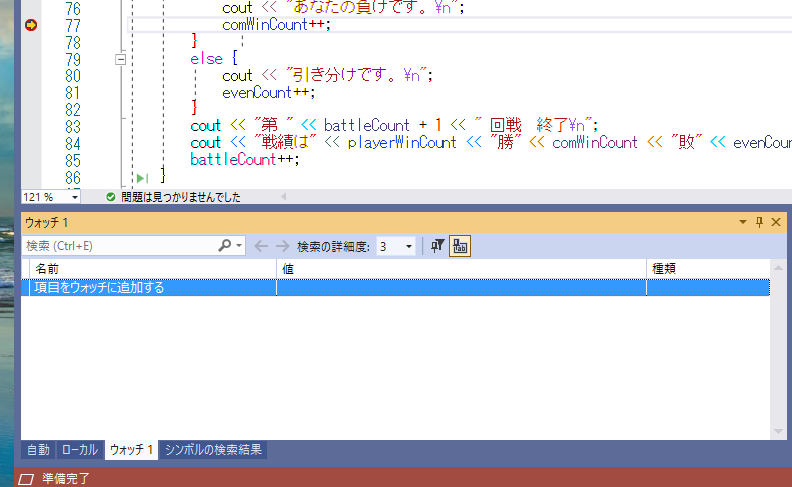 76 cout << "あなたの負けです。\n";
77 comWinCount++;
78 }
79 else {
80 cout << "引き分けです。\n";
81 evenCount++;
82 }
83 cout << "第 " << battleCount + 1 << " 回戦　終了\n";
84 cout << "戦績は" << playerWinCount << "勝" << comWinCount << "敗" << evenCoun
85 battleCount++;
86 }
121 % 問題は見つかりませんでした
ウォッチ 1
検索 (Ctrl+E) 検索の詳細度: 3
名前 値 種類
項目をウォッチに追加する
自動 ローカル ウォッチ 1 シンボルの検索結果
準備完了